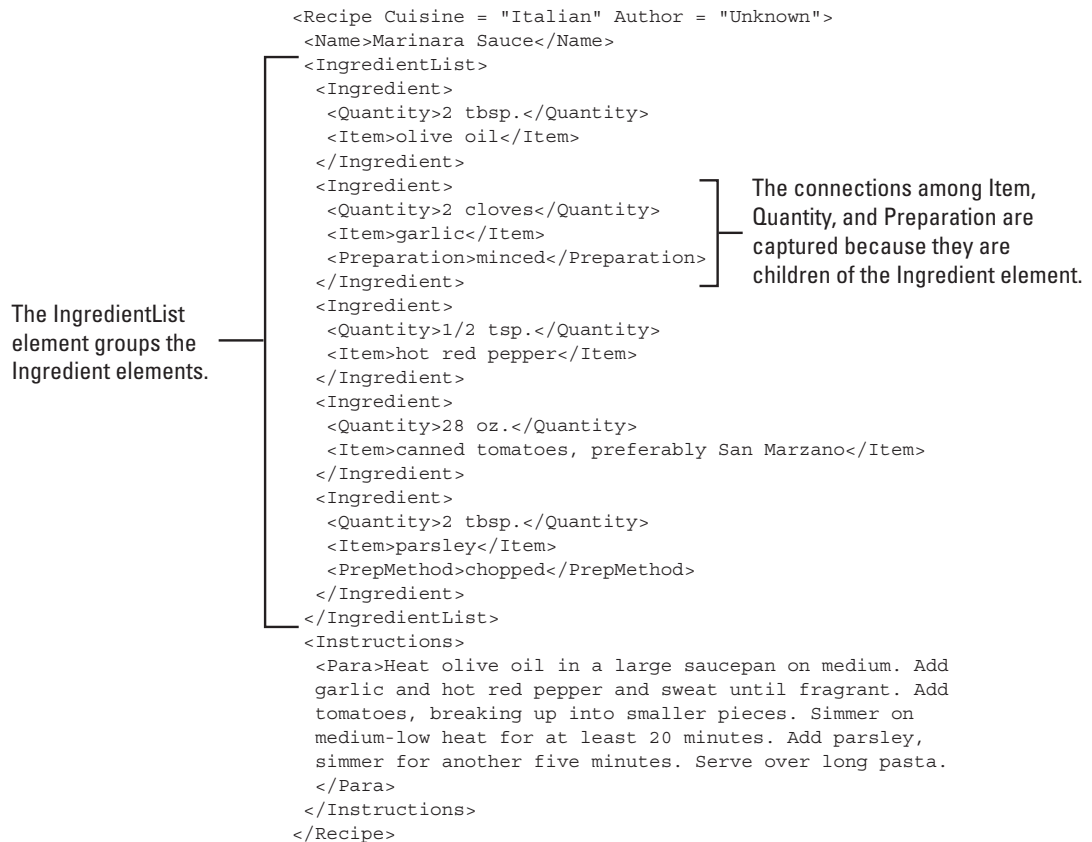 <Recipe Cuisine = "Italian" Author = "Unknown">
<Name>Marinara Sauce</Name>
<IngredientList>
<Ingredient>
<Quantity>2 tbsp.</Quantity>
<Item>olive oil</Item>
</Ingredient>
<Ingredient>
<Quantity>2 cloves</Quantity>
<Item>garlic</Item>
<Preparation>minced</Preparation>
</Ingredient>
<Ingredient>
<Quantity>1/2 tsp.</Quantity>
<Item>hot red pepper</Item>
</Ingredient>
<Ingredient>
<Quantity>28 oz.</Quantity>
<Item>canned tomatoes, preferably San Marzano</Item>
</Ingredient>
<Ingredient>
<Quantity>2 tbsp.</Quantity>
<Item>parsley</Item>
<PrepMethod>chopped</PrepMethod>
</Ingredient>
</IngredientList>
<Instructions>
<Para>Heat olive oil in a large saucepan on medium. Add
garlic and hot red pepper and sweat until fragrant. Add
tomatoes, breaking up into smaller pieces. Simmer on
medium-low heat for at least 20 minutes. Add parsley,
simmer for another five minutes. Serve over long pasta.
</Para>
</Instructions>
</Recipe>
The IngredientList
element groups the
Ingredient elements.
The connections among Item,
Quantity, and Preparation are
captured because they are
children of the Ingredient element.